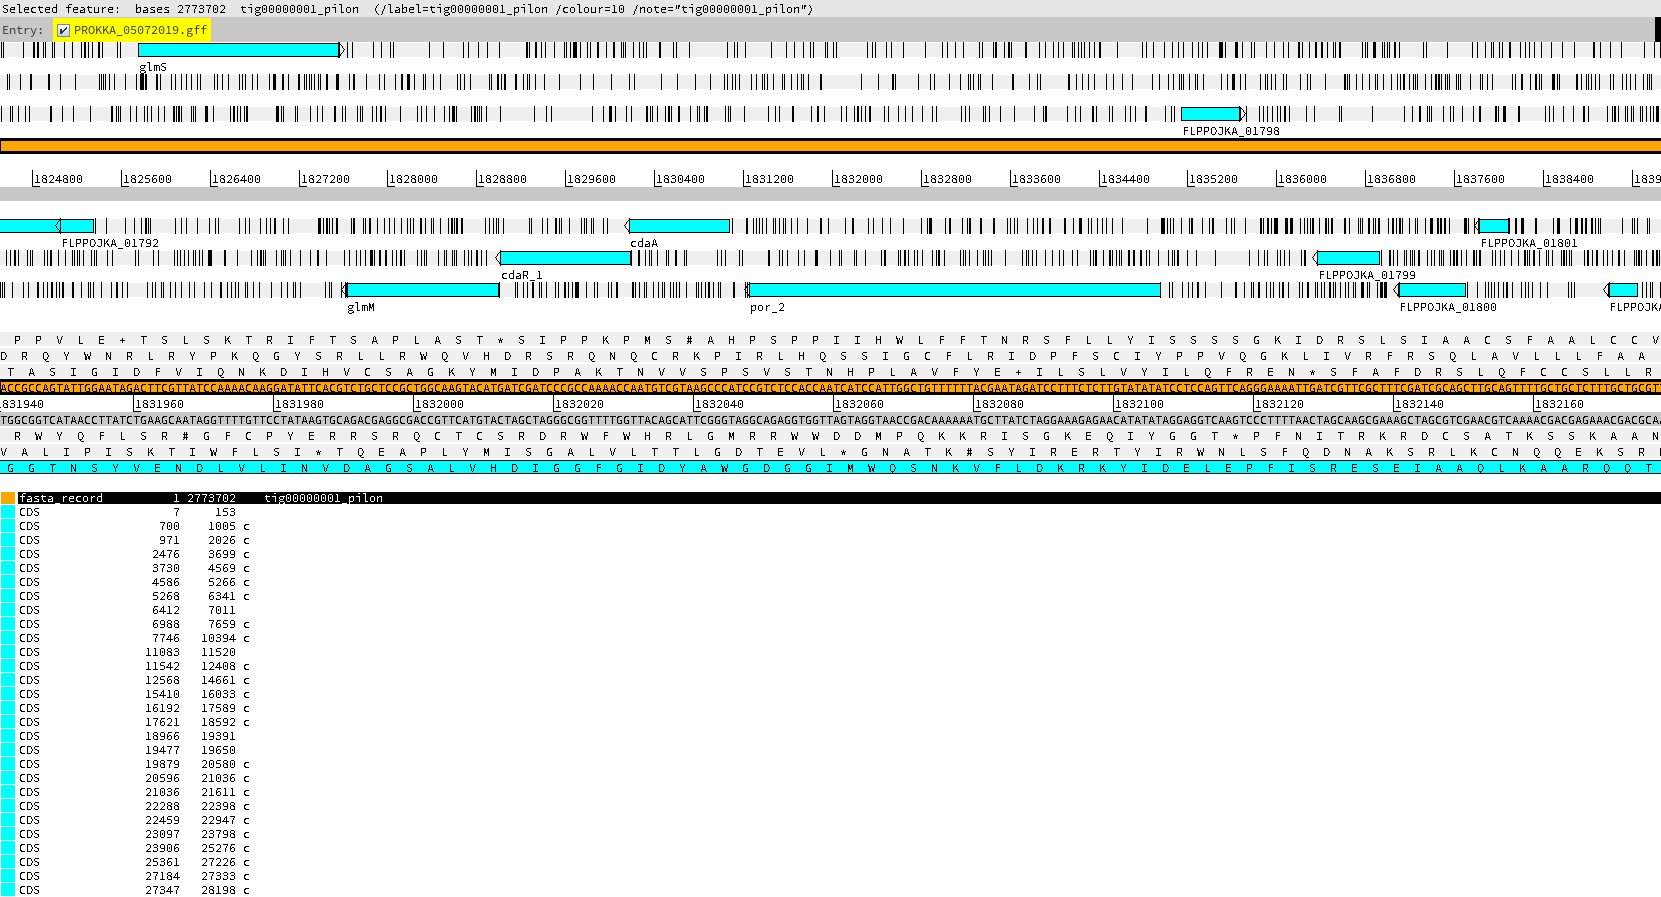 Selected feature: bases 2773702 tig00000001_pilon (/label=tig00000001_pilon /colour=10 /note="tig00000001_pilon")
Entry: PROKKA_05072019.gff
glmS
FLPPOJKA_01798
1824800 1825600 1826400 1827200 1828000 1828800 1829600 1830400 1831200 1832000 1832800 1833600 1834400 1835200 1836000 1836800 1837600 1838400 1839
FLPPOJKA_01792 cdaA FLPPOJKA_01801
cdaR_1 FLPPOJKA_01799
glmM por_2 FLPPOJKA_01800 FLPPOJKA
P P V L E + T S L S K T R I F T S A P L A S T * S I P P K P M S # A H P S P P I I H W L F F T N R S F L L Y I S S S S G K I D R S L S I A A C S F A A L C C V
D R Q Y W N R L R Y P K Q G Y S R L L R W Q V H D S R Q N Q C R K P I R L H Q S S I G C F L R I D P F S C I Y P P V Q G K L I V R F R S Q L A V L L L F A A
T A S I G I D F V I Q N K D I H V C S A G K Y M I D P A K T N V V S P S V S T N H P L A V F Y E + I L S L V Y I L Q F R E N * S F A F D R S L Q F C C S L L R
1831940 1831960 1831980 1832000 1832020 1832040 1832060 1832080 1832100 1832120 1832140 1832160
R W Y Q F L S R # G F C P Y E R R S R Q C T C S R D R W F W H R L G M R R W W D D M P Q K K R I S G K E Q I Y G G T * P F N I T R K R D C S A T K S S K A A N
V A L I P I S K T I W F L S I * T Q E A P L Y M I S G A L V L T T L G D T E V L * G N A T K # S Y I R E R T Y I R W N L S F Q D N A K S R L K C N Q Q E K S R
G G T N S Y V E N D L V L I N V D A G S A L V H D I G G F G I D Y A W G D G G I M W Q S N K V F L D K R K Y I D E L E P F I S R E S E I A A Q L K A A R Q Q T
fasta_record 1 2773702 tig00000001_pilon
CDS 7 153
CDS 700 1005 c
CDS 971 2026 c
CDS 2476 3699 c
CDS 3730 4569 c
CDS 4586 5266 c
CDS 5268 6341 c
CDS 6412 7011
CDS 6988 7659 c
CDS 7746 10394 c
CDS 11083 11520
CDS 11542 12408 c
CDS 12568 14661 c
CDS 15410 16033 c
CDS 16192 17589 c
CDS 17621 18592 c
CDS 18966 19391
CDS 19477 19650
CDS 19879 20580 c
CDS 20596 21036 c
CDS 21036 21611 c
CDS 22288 22398 c
CDS 22459 22947 c
CDS 23097 23798 c
CDS 23906 25276 c
CDS 25361 27226 c
CDS 27184 27333 c
CDS 27347 28198 c